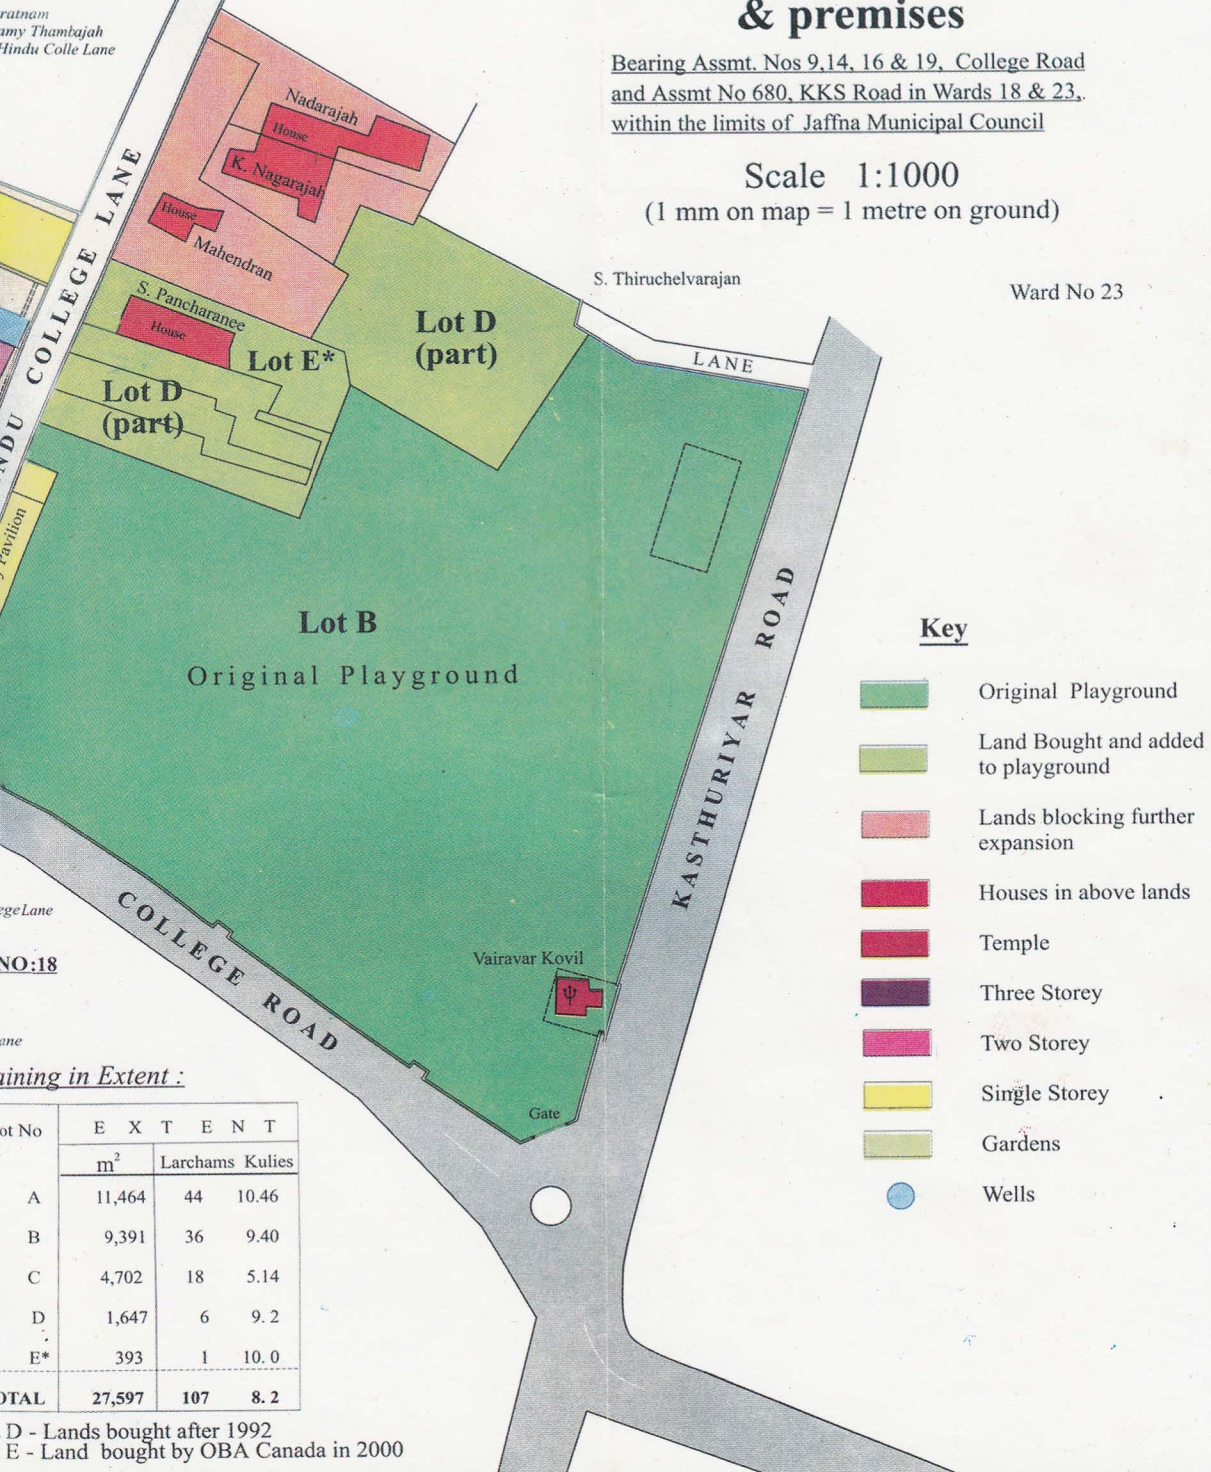 & premises
Bearing Assmt. Nos 9,14, 16 & 19, College Road
and Assmt No 680, KKS Road in Wards 18 & 23,.
within the limits of Jaffna Municipal Council
Scale 1:1000
(1 mm on map = 1 metre on ground)
ratnam
amy Thambajah
Hindu Colle Lane
Nadarajah
House
K. Nagarajah
House
Mahendran
S. Pancharanee
House
Lot E*
Lot D
(part)
Lot D
(part)
S. Thiruchelvarajan
Ward No 23
LANE
NDU COLLEGE LANE
Pavilion
Lot B
Original Playground
KASTHURIYAR ROAD
COLLEGE ROAD
Vairavar Kovil
Gate
Key
Original Playground
Land Bought and added
to playground
Lands blocking further
expansion
Houses in above lands
Temple
Three Storey
Two Storey
Single Storey
Gardens
Wells
egeLane
NO:18
ane
aining in Extent :
ot No EXTENT
m² Larchams Kulies
A 11,464 44 10.46
B 9,391 36 9.40
C 4,702 18 5.14
D 1,647 6 9.2
E* 393 1 10.0
OTAL 27,597 107 8.2
D - Lands bought after 1992
E - Land bought by OBA Canada in 2000